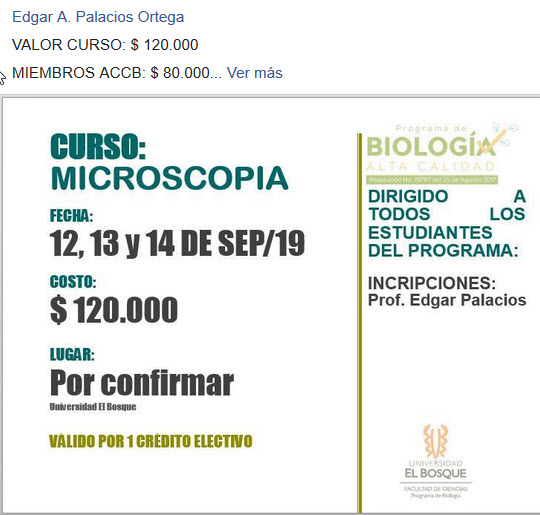 Edgar A. Palacios Ortega
VALOR CURSO: $ 120.000
MIEMBROS ACCB: $ 80.000... Ver más
CURSO:
MICROSCOPIA
FECHA:
12, 13 y 14 DE SEP/19
COSTO:
$ 120.000
LUGAR:
Por confirmar
Universidad El Bosque
VÁLIDO POR 1 CRÉDITO ELECTIVO
Programa de
BIOLOGÍA
ALTA CALIDAD
Resolución No. 16767 del 25 de Agosto 2017
DIRIGIDO A
TODOS LOS
ESTUDIANTES
DEL PROGRAMA:
INCRIPCIONES:
Prof. Edgar Palacios
UNIVERSIDAD
EL BOSQUE
FACULTAD DE CIENCIAS
Programa de Biología